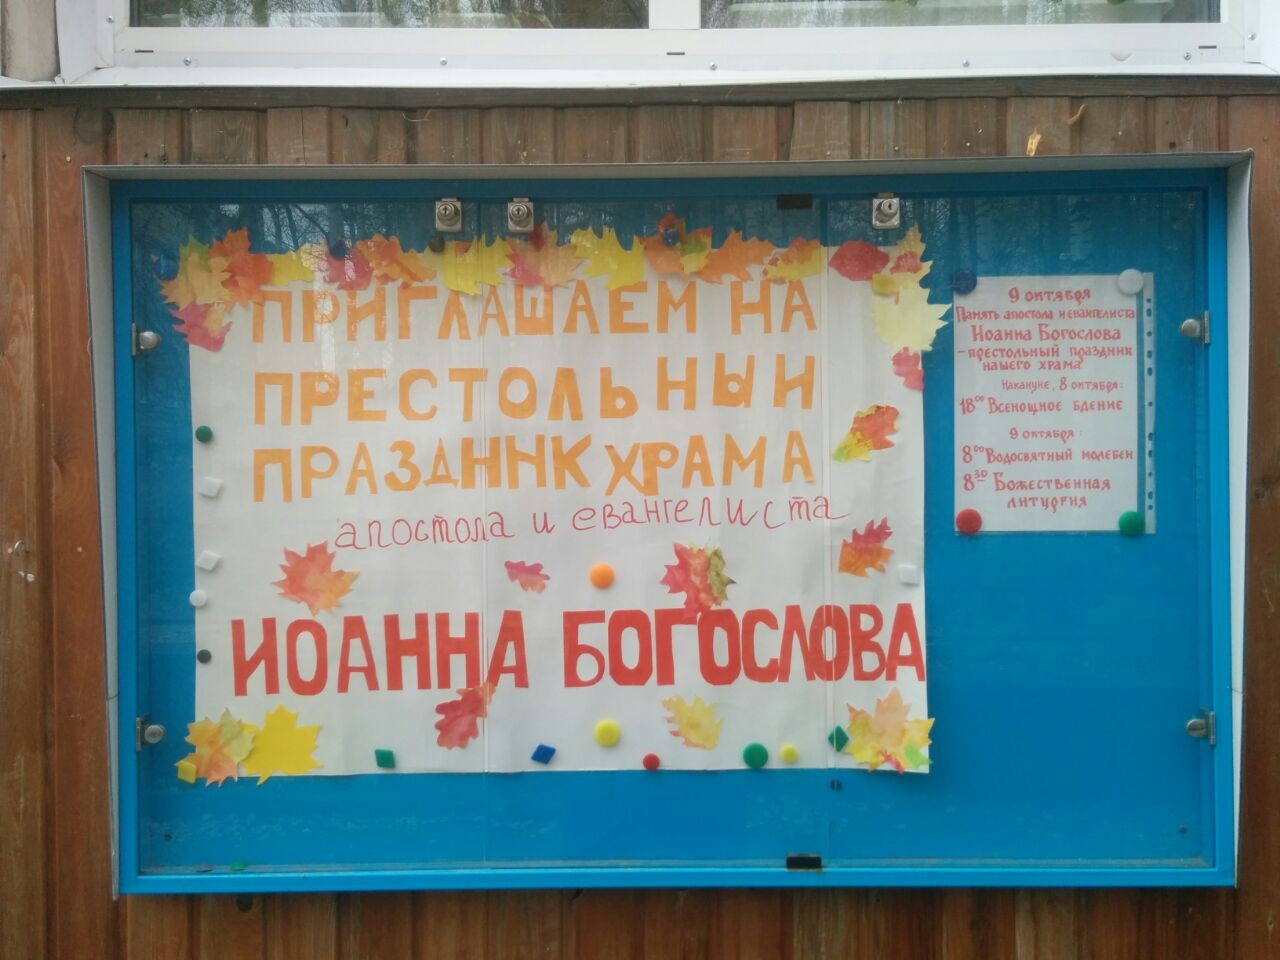 ПРИГЛАШАЕМ НА
ПРЕСТОЛЬНЫЙ
ПРАЗДНИК ХРАМА
апостола и евангелиста
ИОАННА БОГОСЛОВА
9 октября
Память апостола и евангелиста
Иоанна Богослова
- престольный праздник
нашего храма
Накануне, 8 октября:
18⁰⁰ Всенощное бдение
9 октября:
8⁰⁰ Водосвятный молебен
8³⁰ Божественная
литургия